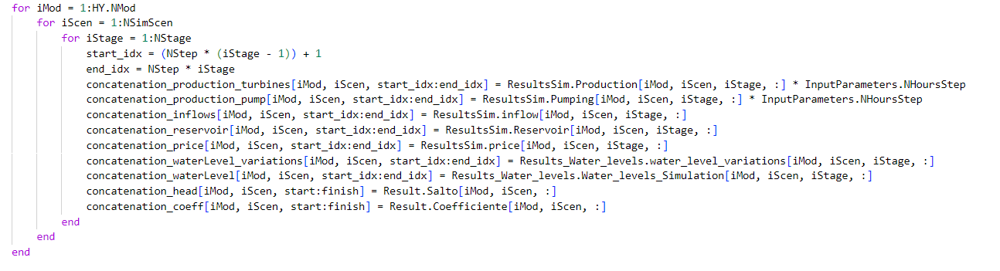 for iMod = 1:HY.NMod
    for iScen = 1:NSimScen
        for iStage = 1:NStage
            start_idx = (NStep * (iStage - 1)) + 1
            end_idx = NStep * iStage
            concatenation_production_turbines[iMod, iScen, start_idx:end_idx] = ResultsSim.Production[iMod, iScen, iStage, :] * InputParameters.NHoursStep
            concatenation_production_pump[iMod, iScen, start_idx:end_idx] = ResultsSim.Pumping[iMod, iScen, iStage, :] * InputParameters.NHoursStep
            concatenation_inflows[iMod, iScen, start_idx:end_idx] = ResultsSim.inflow[iMod, iScen, iStage, :]
            concatenation_reservoir[iMod, iScen, start_idx:end_idx] = ResultsSim.Reservoir[iMod, iScen, iStage, :]
            concatenation_price[iMod, iScen, start_idx:end_idx] = ResultsSim.price[iMod, iScen, iStage, :]
            concatenation_waterLevel_variations[iMod, iScen, start_idx:end_idx] = Results_Water_levels.water_level_variations[iMod, iScen, iStage, :]
            concatenation_waterLevel[iMod, iScen, start_idx:end_idx] = Results_Water_levels.Water_levels_Simulation[iMod, iScen, iStage, :]
            concatenation_head[iMod, iScen, start:finish] = Result.Salto[iMod, iScen, :]
            concatenation_coeff[iMod, iScen, start:finish] = Result.Coefficiente[iMod, iScen, :]
        end
    end
end